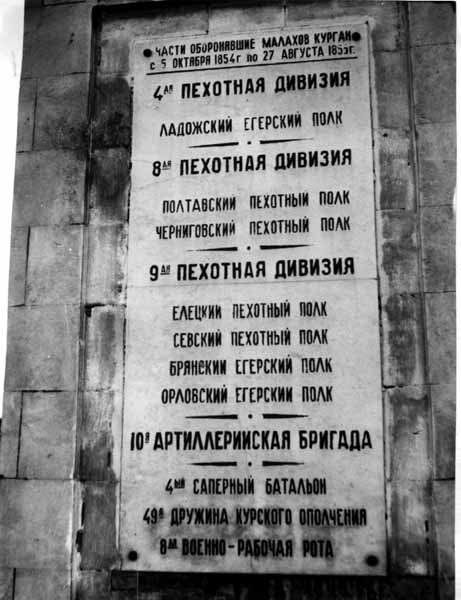 ЧАСТИ ОБОРОНЯВШИЕ МАЛАХОВ КУРГАН
С 5 ОКТЯБРЯ 1854Г ПО 27 АВГУСТА 1855Г.
4АЯ ПЕХОТНАЯ ДИВИЗИЯ
ЛАДОЖСКИЙ ЕГЕРСКИЙ ПОЛК
8АЯ ПЕХОТНАЯ ДИВИЗИЯ
ПОЛТАВСКИЙ ПЕХОТНЫЙ ПОЛК
ЧЕРНИГОВСКИЙ ПЕХОТНЫЙ ПОЛК
9АЯ ПЕХОТНАЯ ДИВИЗИЯ
ЕЛЕЦКИЙ ПЕХОТНЫЙ ПОЛК
СЕВСКИЙ ПЕХОТНЫЙ ПОЛК
БРЯНСКИЙ ЕГЕРСКИЙ ПОЛК
ОРЛОВСКИЙ ЕГЕРСКИЙ ПОЛК
10Я АРТИЛЛЕРИЙСКАЯ БРИГАДА
4ЫЙ САПЕРНЫЙ БАТАЛЬОН
49Я ДРУЖИНА КУРСКОГО ОПОЛЧЕНИЯ
8АЯ ВОЕННО-РАБОЧАЯ РОТА